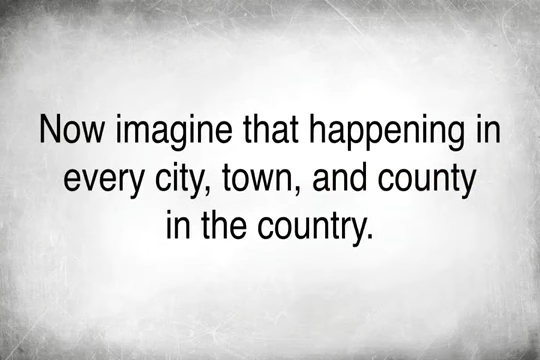 Now imagine that happening in
every city, town, and county
in the country.